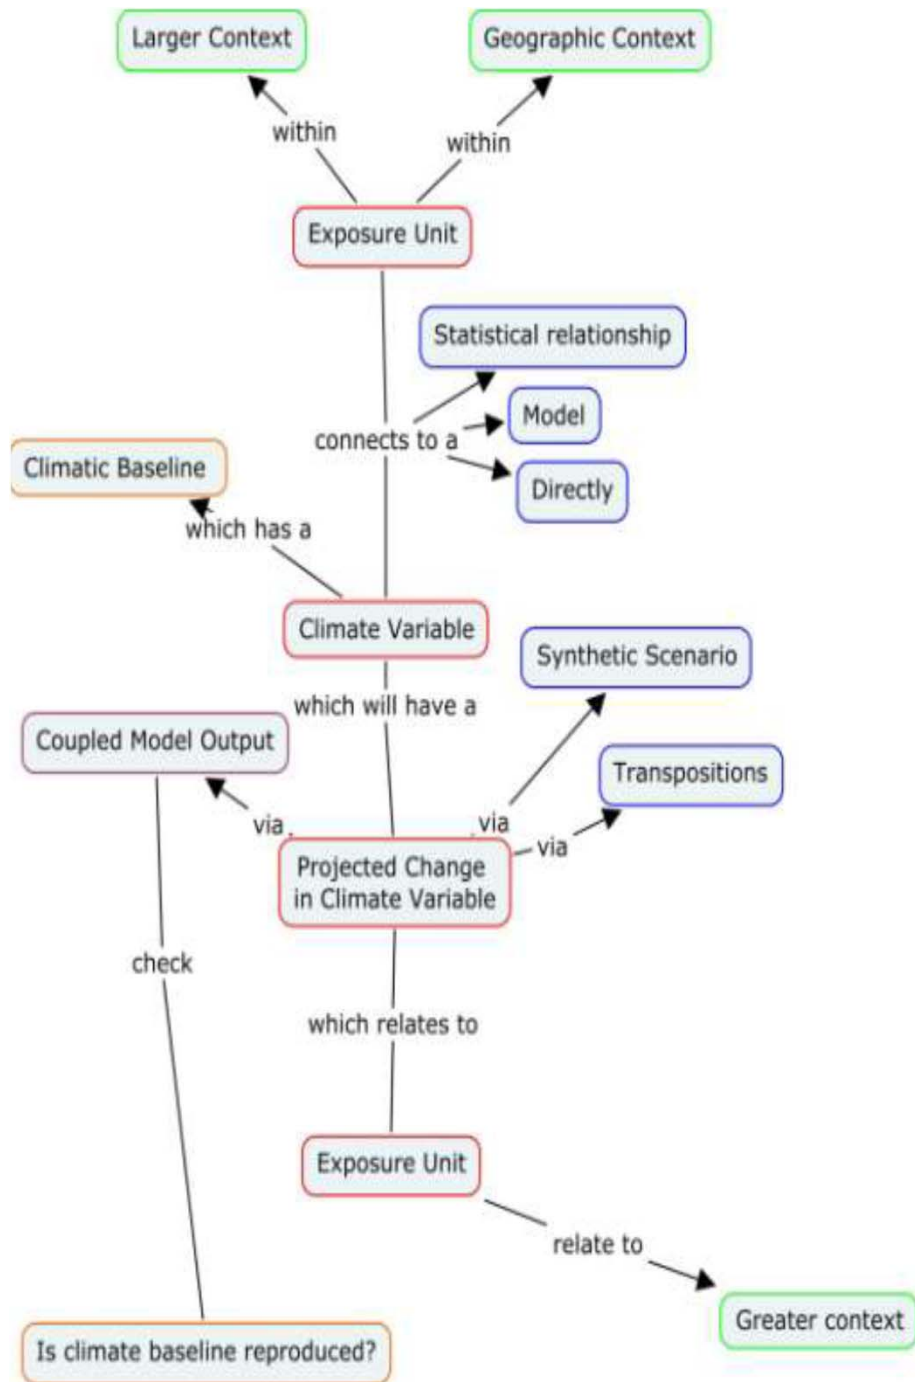 Larger Context
Geographic Context
within
within
Exposure Unit
Statistical relationship
Model
connects to a
Climatic Baseline
Directly
which has a
Climate Variable
Synthetic Scenario
which will have a
Coupled Model Output
Transpositions
via
via
via
Projected Change
in Climate Variable
check
which relates to
Exposure Unit
relate to
Greater context
Is climate baseline reproduced?